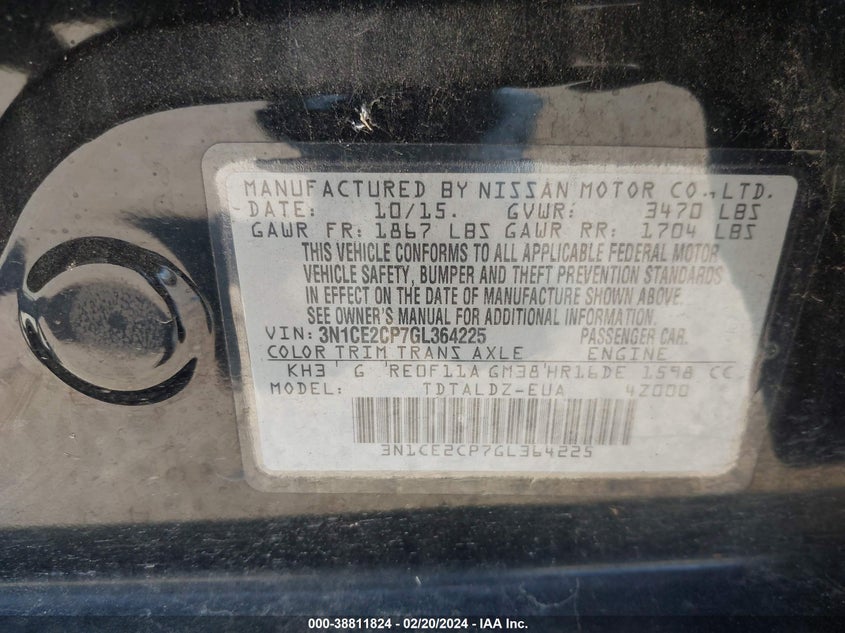 MANUFACTURED BY NISSAN MOTOR CO., LTD.
DATE: 10/15. GVWR: 3470 LBS
GAWR FR: 1867 LBS GAWR RR: 1704 LBS
THIS VEHICLE CONFORMS TO ALL APPLICABLE FEDERAL MOTOR
VEHICLE SAFETY, BUMPER AND THEFT PREVENTION STANDARDS
IN EFFECT ON THE DATE OF MANUFACTURE SHOWN ABOVE.
SEE OWNER'S MANUAL FOR ADDITIONAL INFORMATION.
VIN: 3N1CE2CP7GL364225 PASSENGER CAR.
COLOR TRIM TRANS AXLE ENGINE
KH3 G RE0F11A GM38 HR16DE 1598 CC
MODEL: TDTALDZ-EUA 4Z000
3N1CE2CP7GL364225
000-38811824 - 02/20/2024 - IAA Inc.